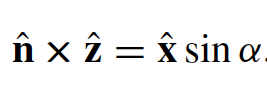 n̂ × ẑ = x̂ sin α.